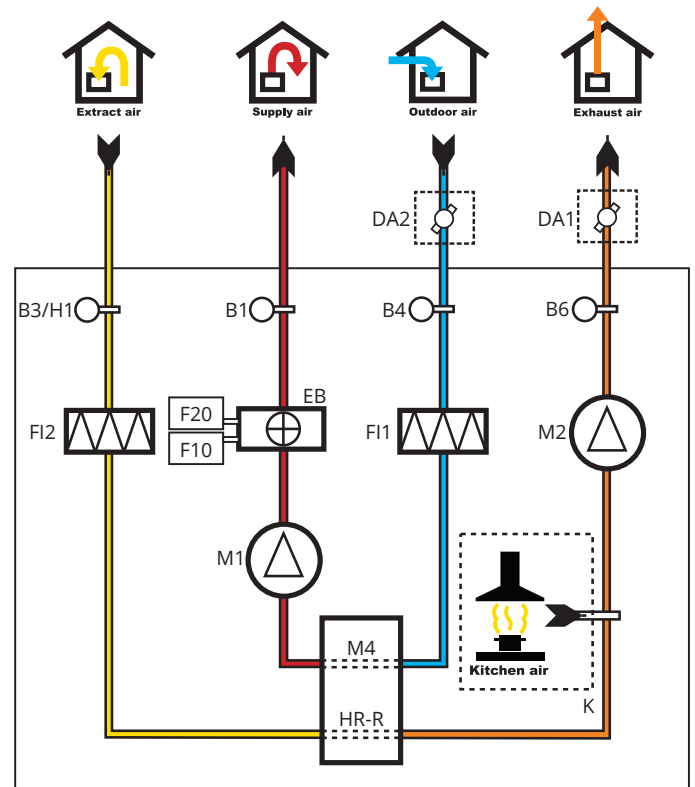 Extract air
Supply air
Outdoor air
Exhaust air
DA2
DA1
B3/H1
B1
B4
B6
EB
F20
F10
FI2
FI1
M2
M1
M4
HR-R
Kitchen air
K